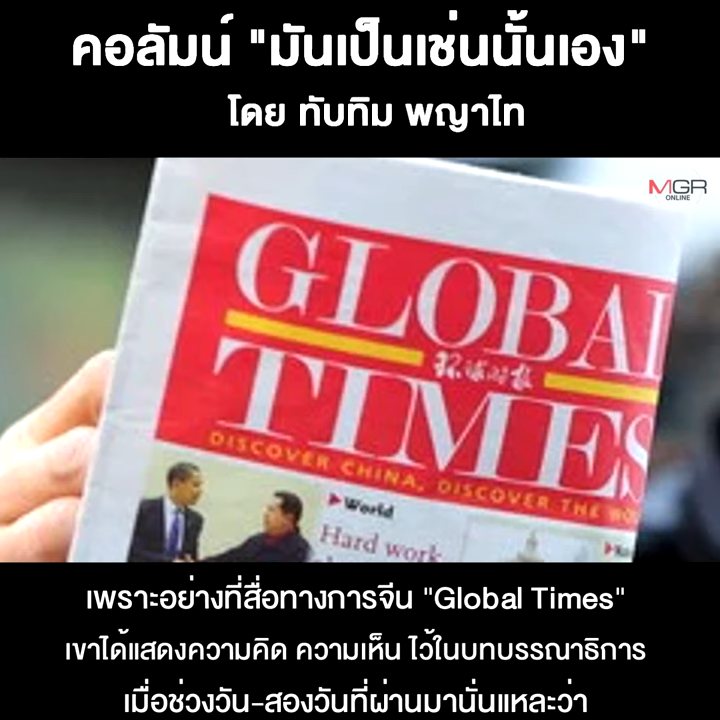 คอลัมน์ "มันเป็นเช่นนั้นเอง"
โดย ทับทิม พญาไท
MGR
ONLINE
GLOBAL
环球时报
TIMES
DISCOVER CHINA, DISCOVER THE WO
World
Hard work
เพราะอย่างที่สื่อทางการจีน "Global Times"
เขาได้แสดงความคิด ความเห็น ไว้ในบทบรรณาธิการ
เมื่อช่วงวัน-สองวันที่ผ่านมานั่นแหละว่า